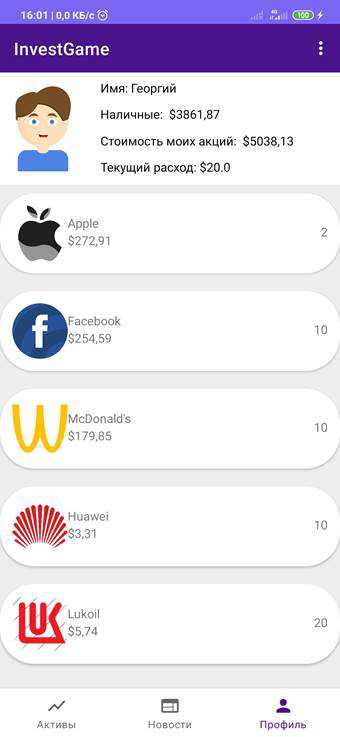 16:01 | 0,0 КБ/с
4G
100
InvestGame
Имя: Георгий
Наличные: $3861,87
Стоимость моих акций: $5038,13
Текущий расход: $20.0
Apple
$272,91
2
f
Facebook
$254,59
10
McDonald's
$179,85
10
Huawei
$3,31
10
LUK
Lukoil
$5,74
20
Активы
Новости
Профиль